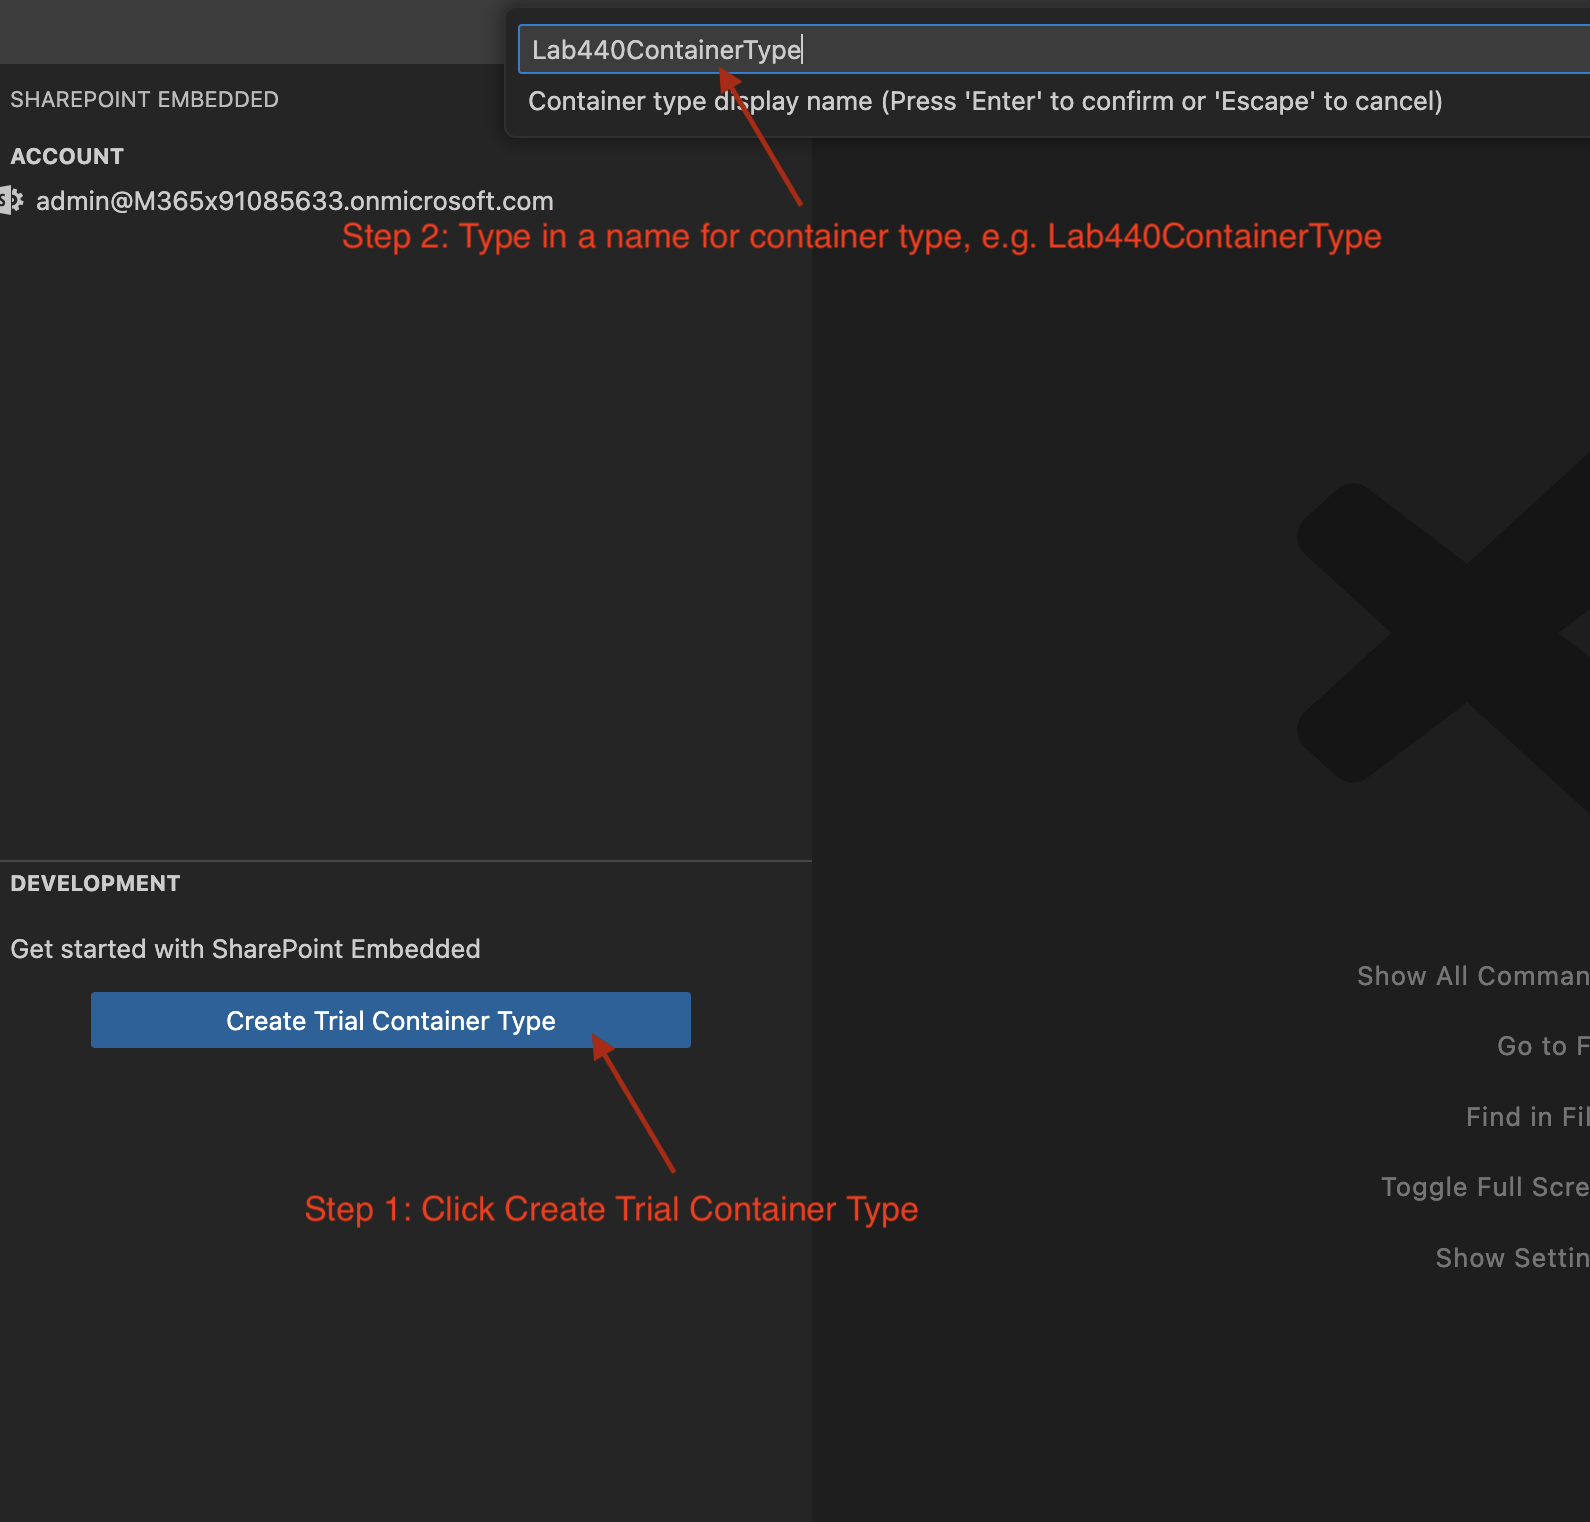 Lab440ContainerType
Container type display name (Press 'Enter' to confirm or 'Escape' to cancel)
SHAREPOINT EMBEDDED
ACCOUNT
admin@M365x91085633.onmicrosoft.com
Step 2: Type in a name for container type, e.g. Lab440ContainerType
DEVELOPMENT
Get started with SharePoint Embedded
Create Trial Container Type
Step 1: Click Create Trial Container Type
Show All Comman
Go to F
Find in Fil
Toggle Full Scre
Show Settin